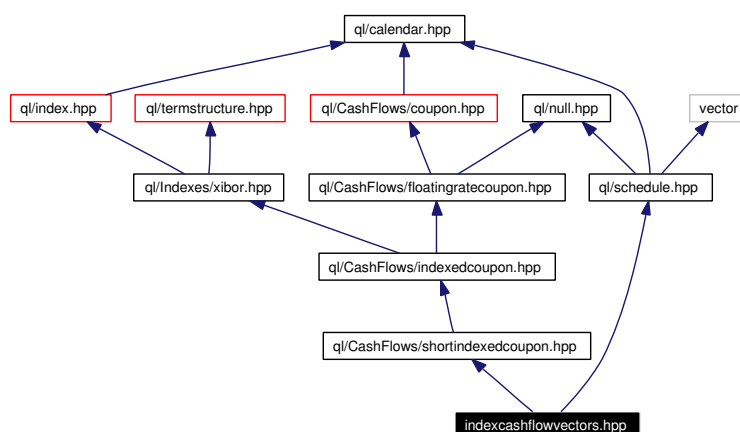 ql/calendar.hpp
ql/index.hpp
ql/termstructure.hpp
ql/CashFlows/coupon.hpp
ql/null.hpp
vector
ql/Indexes/xibor.hpp
ql/CashFlows/floatingratecoupon.hpp
ql/schedule.hpp
ql/CashFlows/indexedcoupon.hpp
ql/CashFlows/shortindexedcoupon.hpp
indexcashflowvectors.hpp